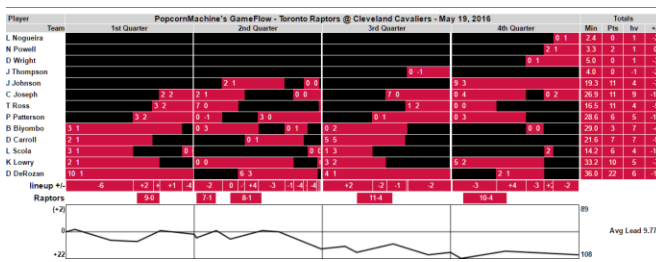 Player PopcornMachine's GameFlow - Toronto Raptors @ Cleveland Cavaliers - May 19, 2016 Totals
Team 1st Quarter 2nd Quarter 3rd Quarter 4th Quarter Min Pts hv
L Nogueira 0 1 2.4 0 1
N Powell 2 1 3.3 2 1 0
D Wright 0 1 5.0 0 1
J Thompson 0 -1 4.0 0 -1
J Johnson 2 1 0 0 9 3 19.3 11 4
C Joseph 2 2 2 1 0 0 7 0 0 4 0 2 26.9 11 9
T Ross 3 2 7 0 1 2 0 0 16.5 11 4
P Patterson 3 2 0 -1 3 0 0 1 28.6 6 5
B Biyombo 3 1 0 3 0 1 0 2 0 0 29.0 3 7
D Carroll 2 1 0 1 5 5 21.6 7 7
L Scola 3 1 0 0 1 3 2 14.2 6 4
K Lowry 2 1 0 0 3 2 5 2 33.2 10 5
D DeRozan 10 1 6 3 4 1 2 1 36.0 22 6
lineup +/- -6 +2 +1 -4 -2 0 +4 -3 -1 -4 -4 +2 -2 -1 -2 -3 +4 -3 -2
Raptors 9-0 7-1 8-1 11-4 10-4
(+2) 89
0 Avg Lead 9.77
+22 108